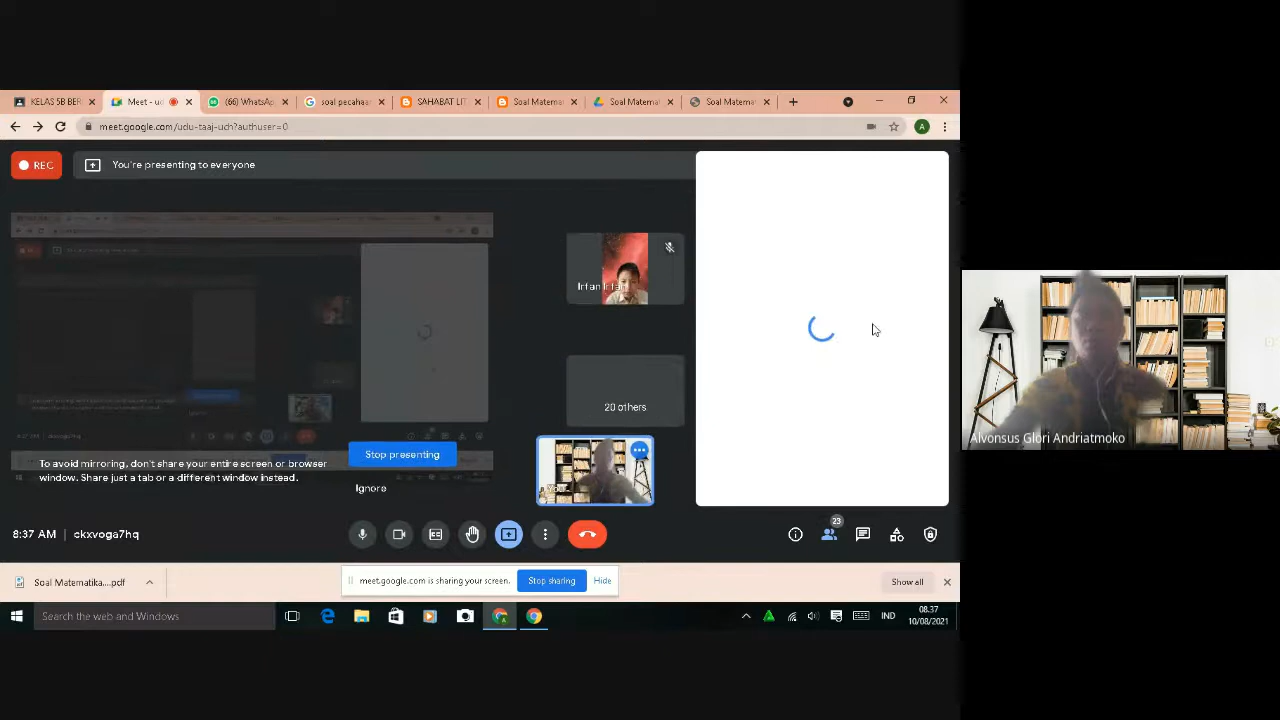 KELAS 5B BER
Meet - ud
(66) WhatsAp
soal pecahaa
SAHABAT LIT
Soal Matema
Soal Matema
Soal Matema
meet.google.com/udu-taaj-uch?authuser=0
A
REC
You're presenting to everyone
Irfan Irfan
20 others
Stop presenting
To avoid mirroring, don't share your entire screen or browser
window. Share just a tab or a different window instead.
Ignore
8:37 AM | ckxvoga7hq
23
Soal Matematika....pdf
meet.google.com is sharing your screen.
Stop sharing
Hide
Show all
Search the web and Windows
IND
08.37
10/08/2021
Alvonsus Glori Andriatmoko